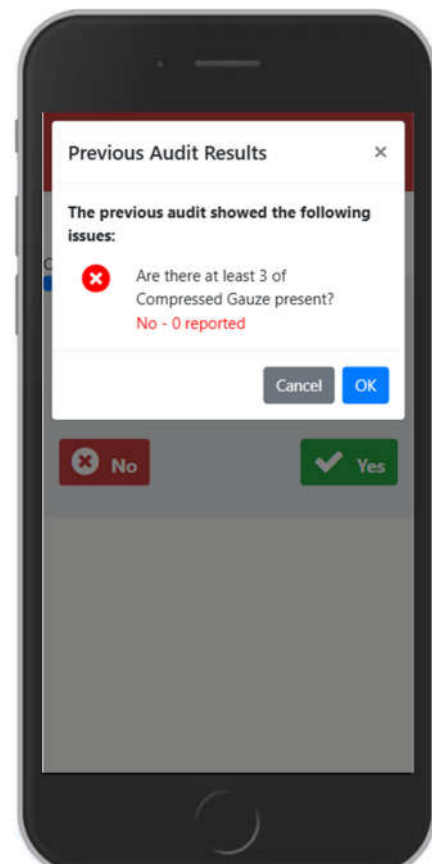 Previous Audit Results ×
The previous audit showed the following
issues:
Are there at least 3 of
Compressed Gauze present?
No - 0 reported
Cancel OK
No Yes